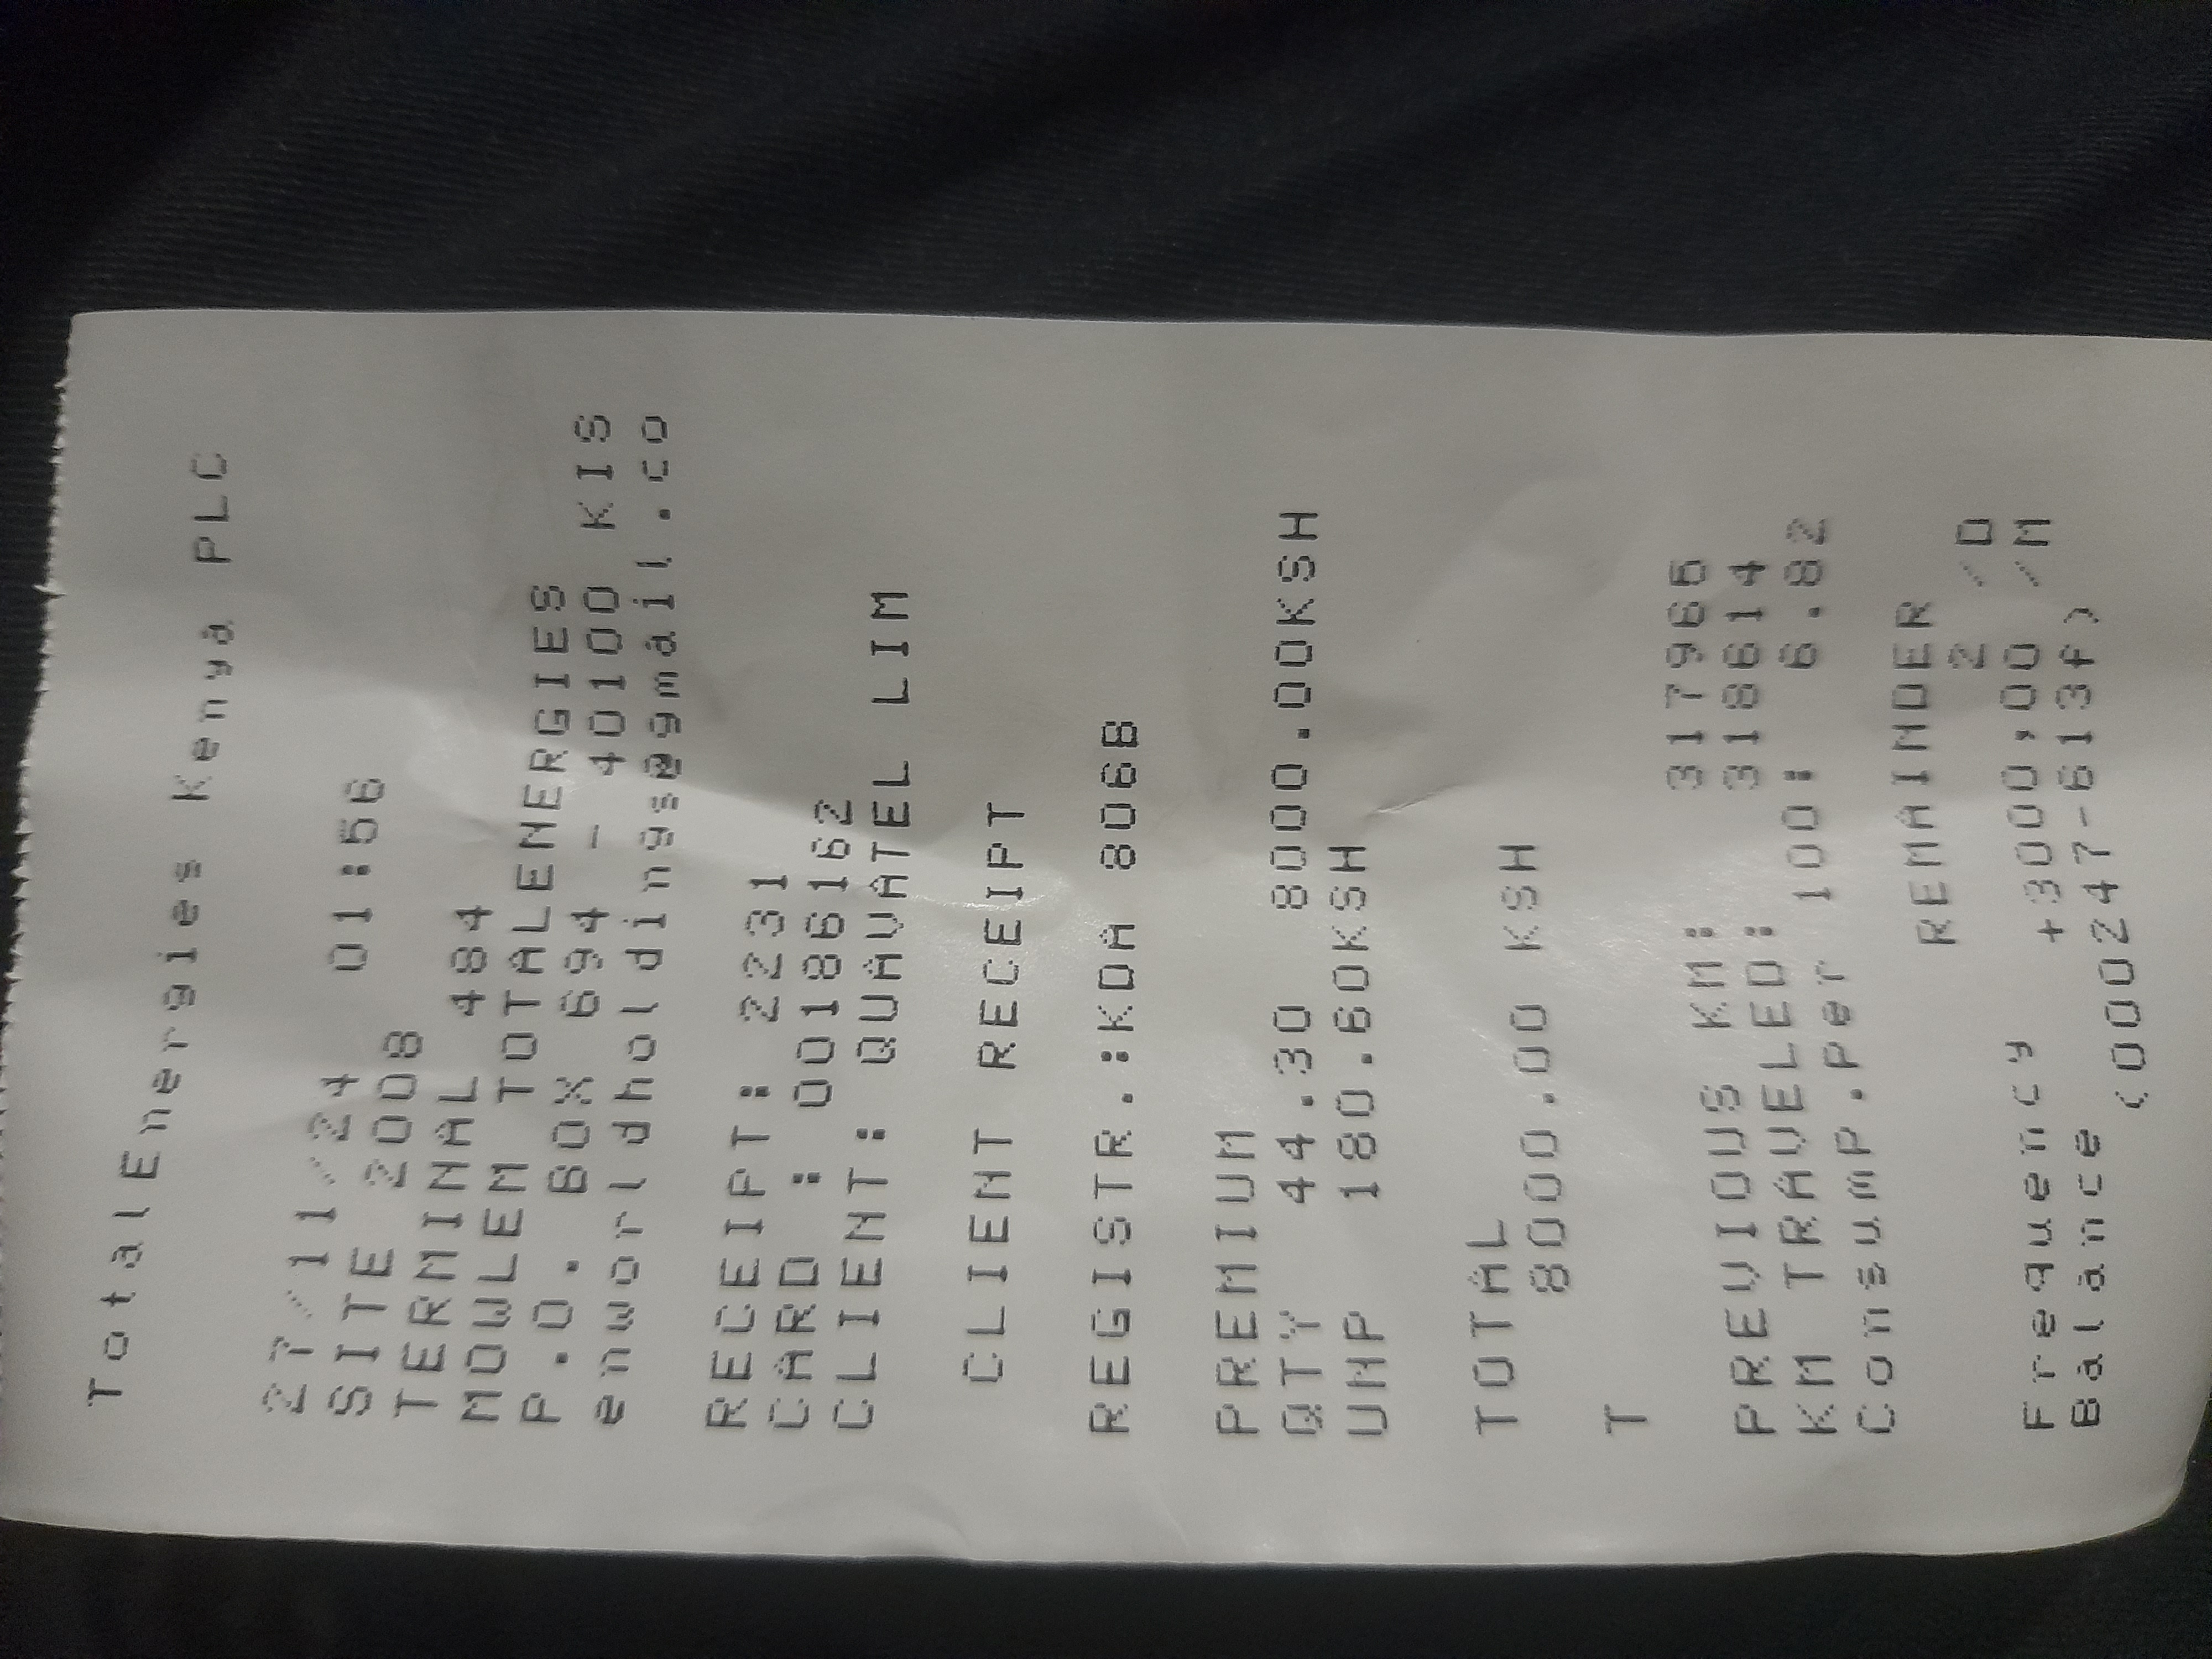 TotalEnergies Kenya PLC
27/11/24 01:56
SITE 2008
TERMINAL 484
MOWLEM TOTALENERGIES
P.O. BOX 694 - 40100 KIS
enworldholdings@gmail.co
RECEIPT: 2231
CARD : 00186162
CLIENT: QUAVATEL LIM
CLIENT RECEIPT
REGISTR.:KDA 806B
PREMIUM
QTY 44.30 8000.00KSH
UNP 180.60KSH
TOTAL
8000.00 KSH
T
PREVIOUS KM: 317965
KM TRAVELED: 318614
Consump.Per 100: 6.82
REMAINDER
Frequency 2 /D
Balance +3000,00 /M
(000247-613f)